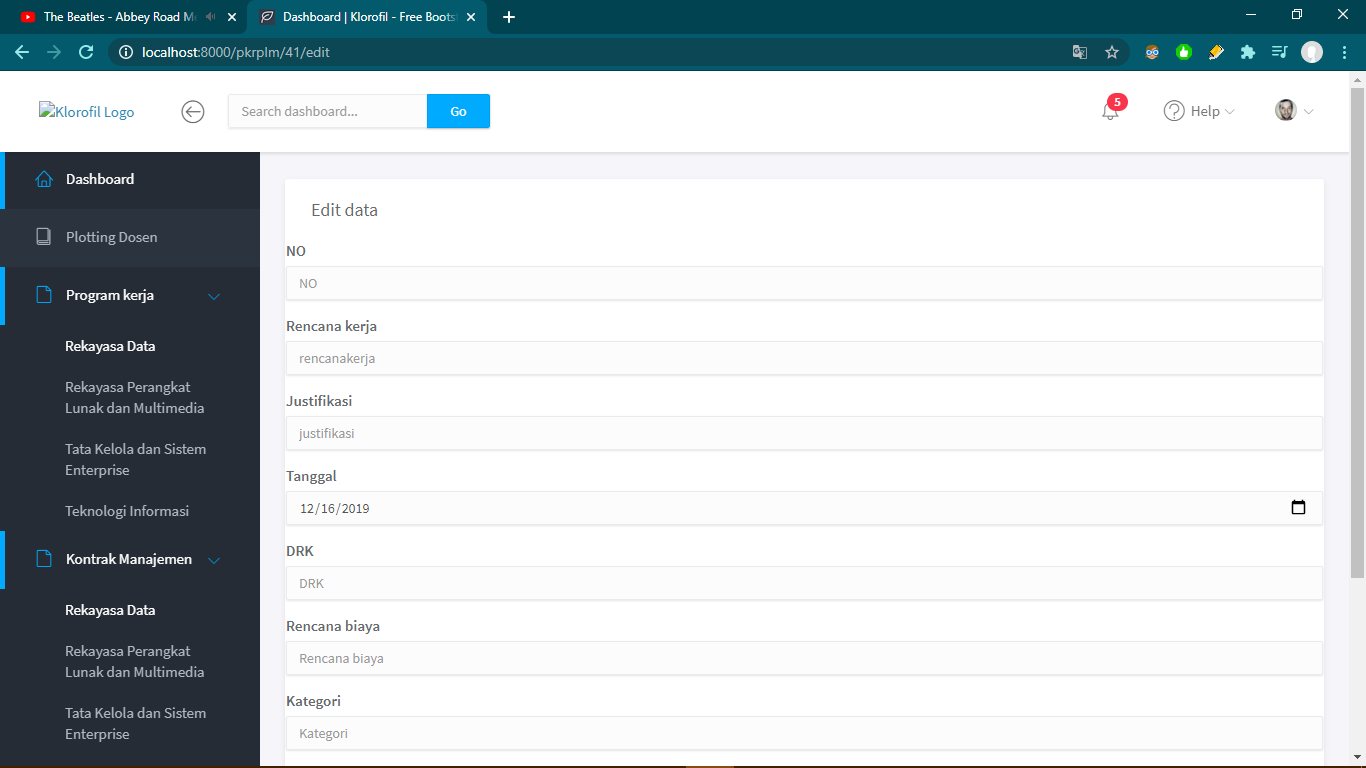 The Beatles - Abbey Road M
Dashboard | Klorofil - Free Boots
localhost:8000/pkrplm/41/edit
Klorofil Logo
Search dashboard...
Go
5
Help
Dashboard
Plotting Dosen
Program kerja
Rekayasa Data
Rekayasa Perangkat
Lunak dan Multimedia
Tata Kelola dan Sistem
Enterprise
Teknologi Informasi
Kontrak Manajemen
Rekayasa Data
Rekayasa Perangkat
Lunak dan Multimedia
Tata Kelola dan Sistem
Enterprise
Edit data
NO
NO
Rencana kerja
rencanakerja
Justifikasi
justifikasi
Tanggal
12/16/2019
DRK
DRK
Rencana biaya
Rencana biaya
Kategori
Kategori